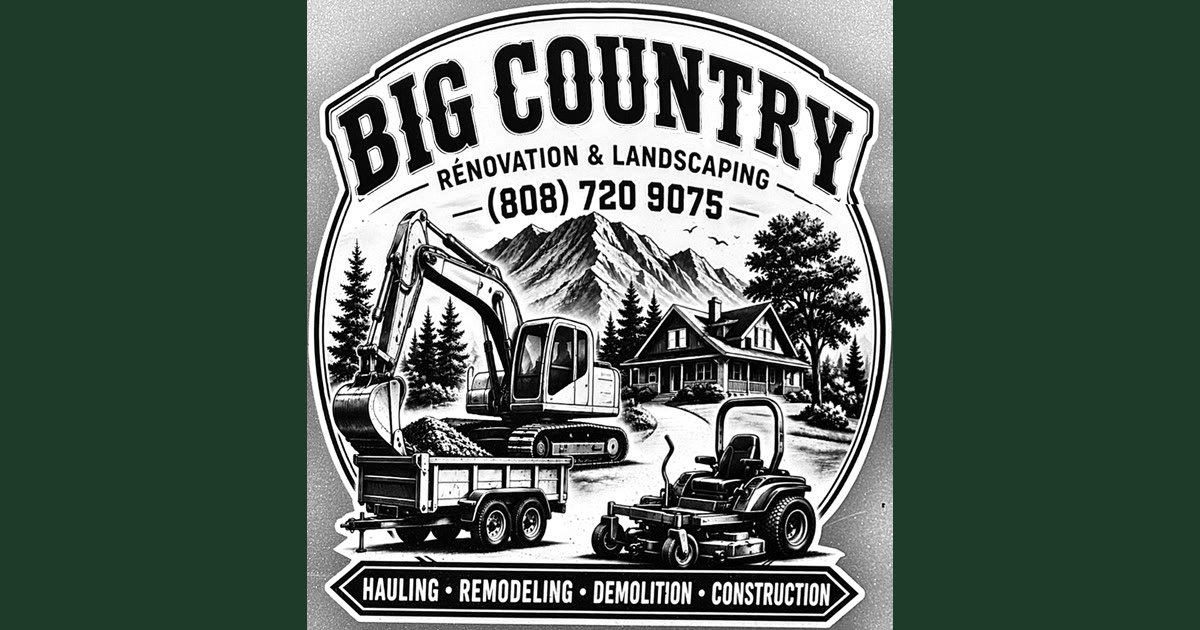 BIG COUNTRY
RÉNOVATION & LANDSCAPING
(808) 720 9075
HAULING • REMODELING • DEMOLITION • CONSTRUCTION